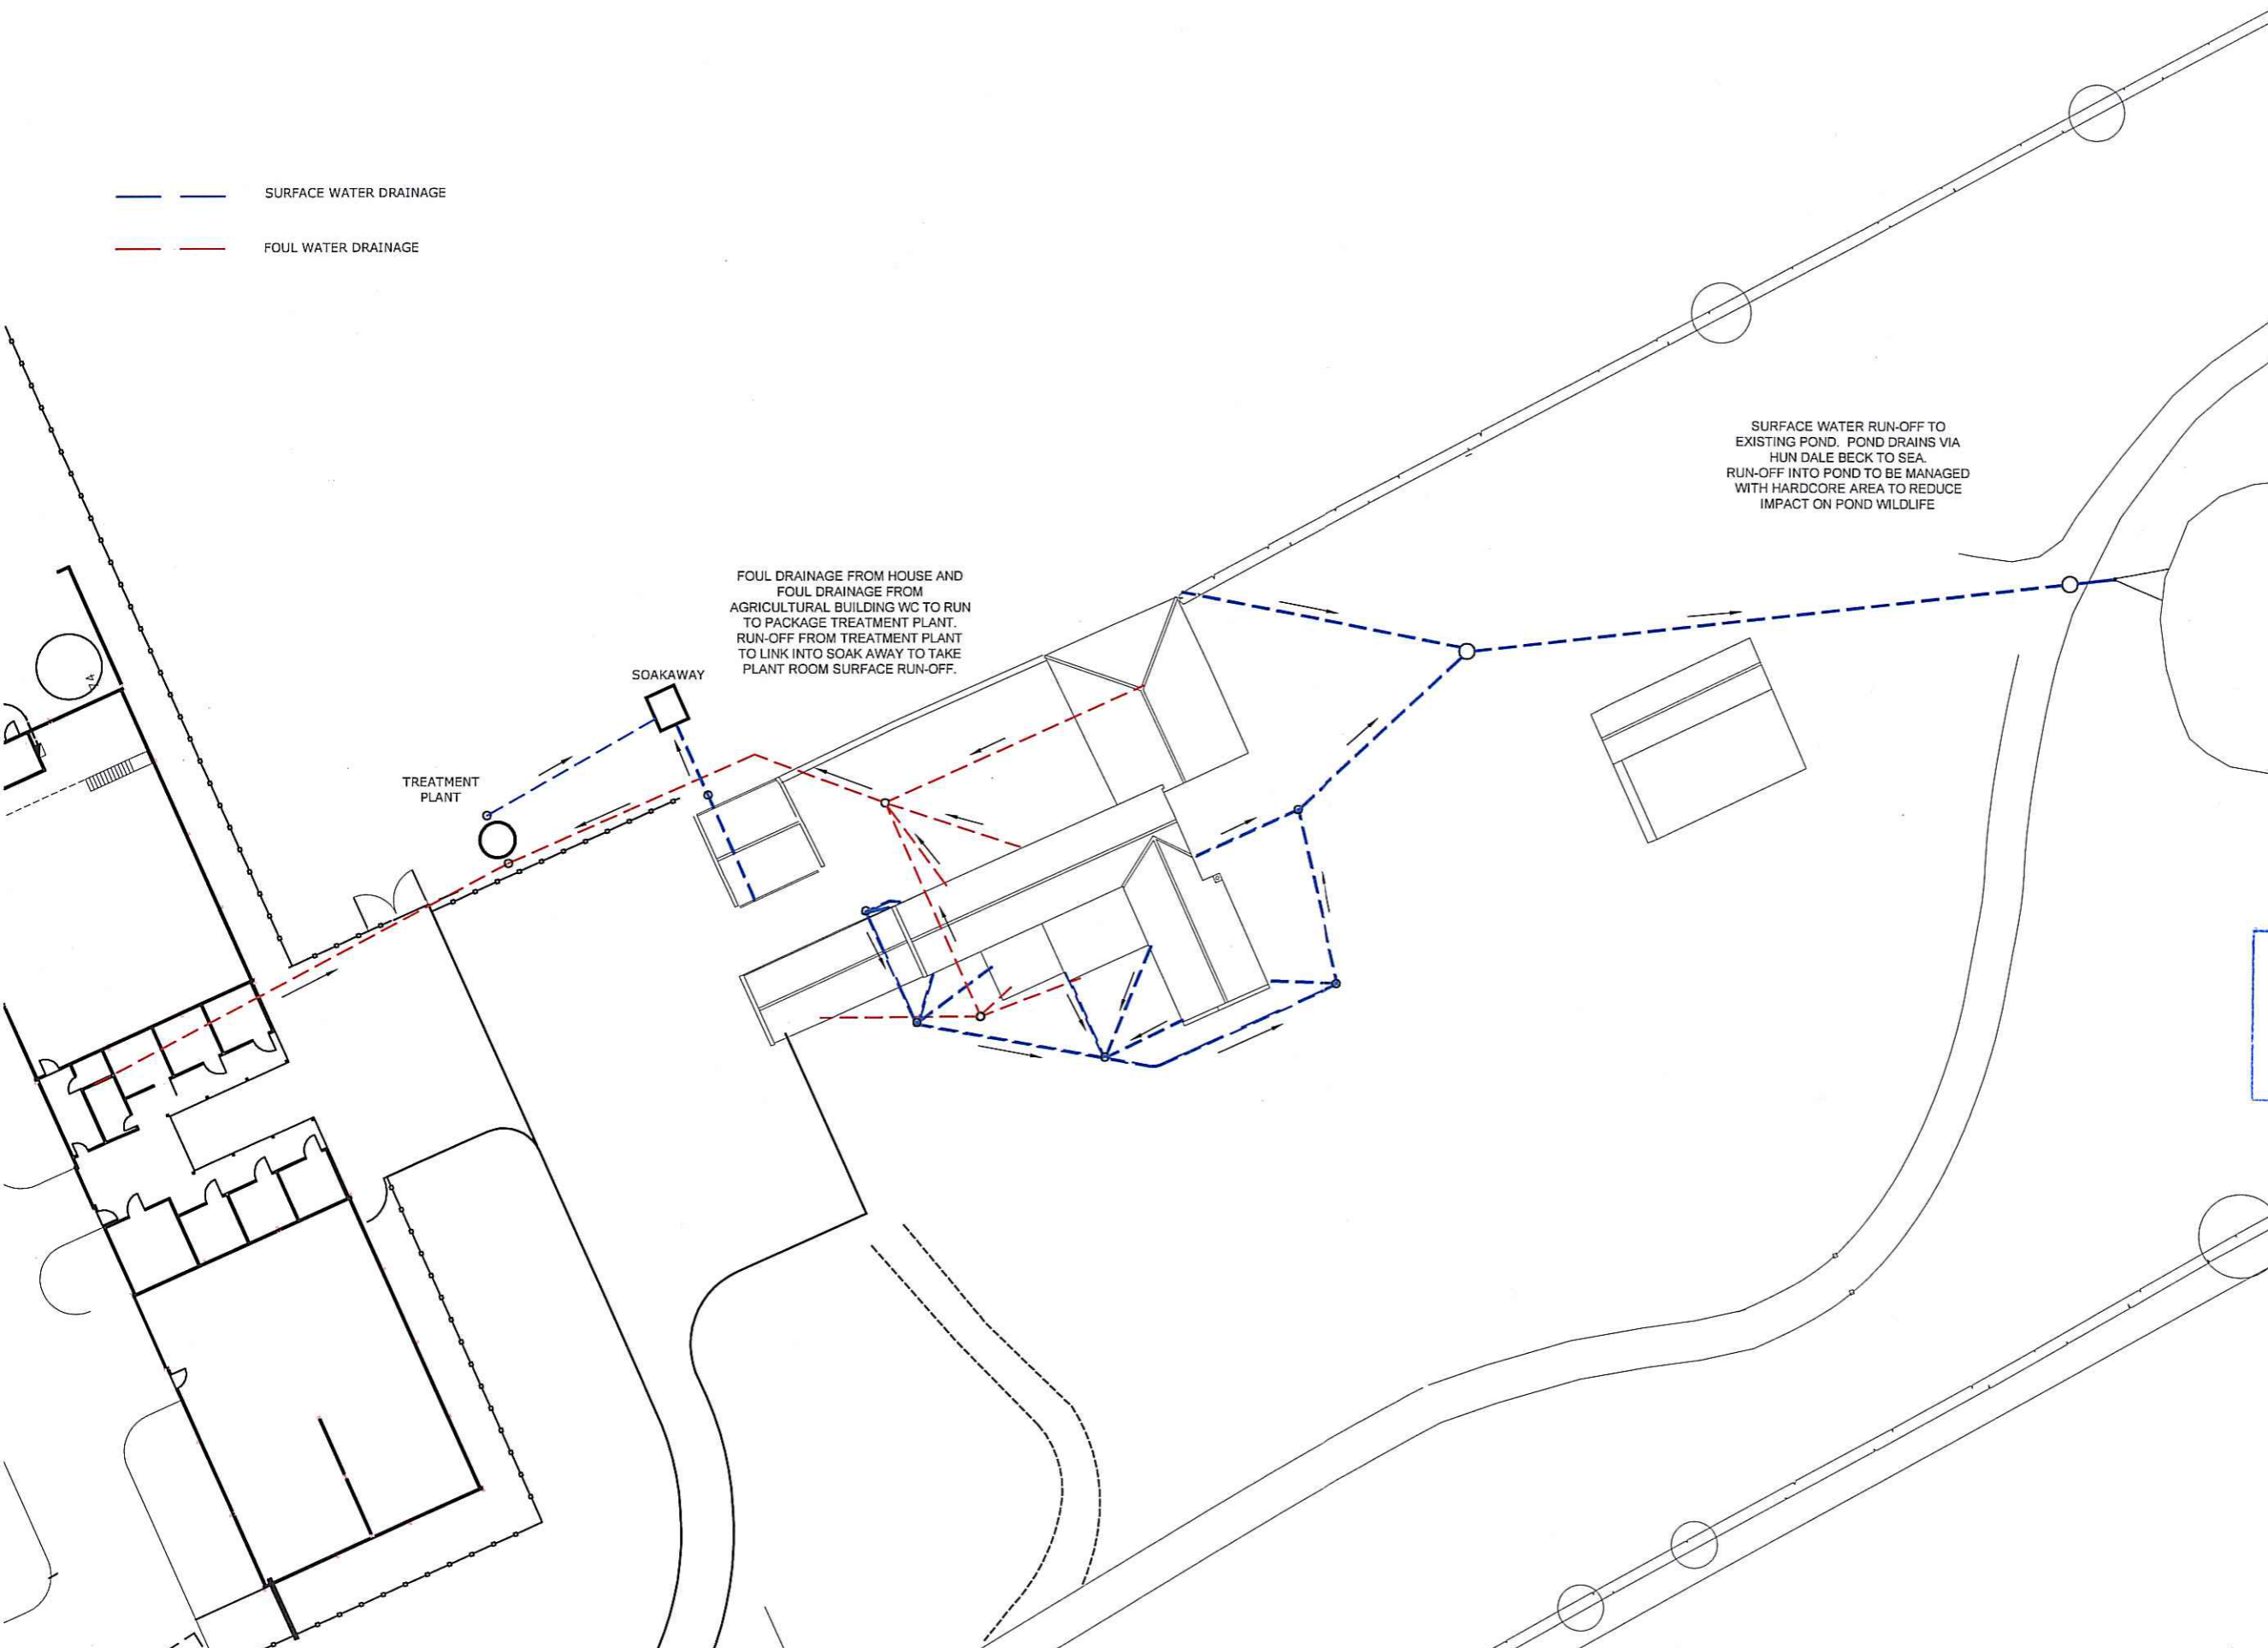 SURFACE WATER DRAINAGE
FOUL WATER DRAINAGE
SURFACE WATER RUN-OFF TO
EXISTING POND. POND DRAINS VIA
HUN DALE BECK TO SEA.
RUN-OFF INTO POND TO BE MANAGED
WITH HARDCORE AREA TO REDUCE
IMPACT ON POND WILDLIFE
FOUL DRAINAGE FROM HOUSE AND
FOUL DRAINAGE FROM
AGRICULTURAL BUILDING WC TO RUN
TO PACKAGE TREATMENT PLANT.
RUN-OFF FROM TREATMENT PLANT
TO LINK INTO SOAK AWAY TO TAKE
PLANT ROOM SURFACE RUN-OFF.
SOAKAWAY
TREATMENT
PLANT